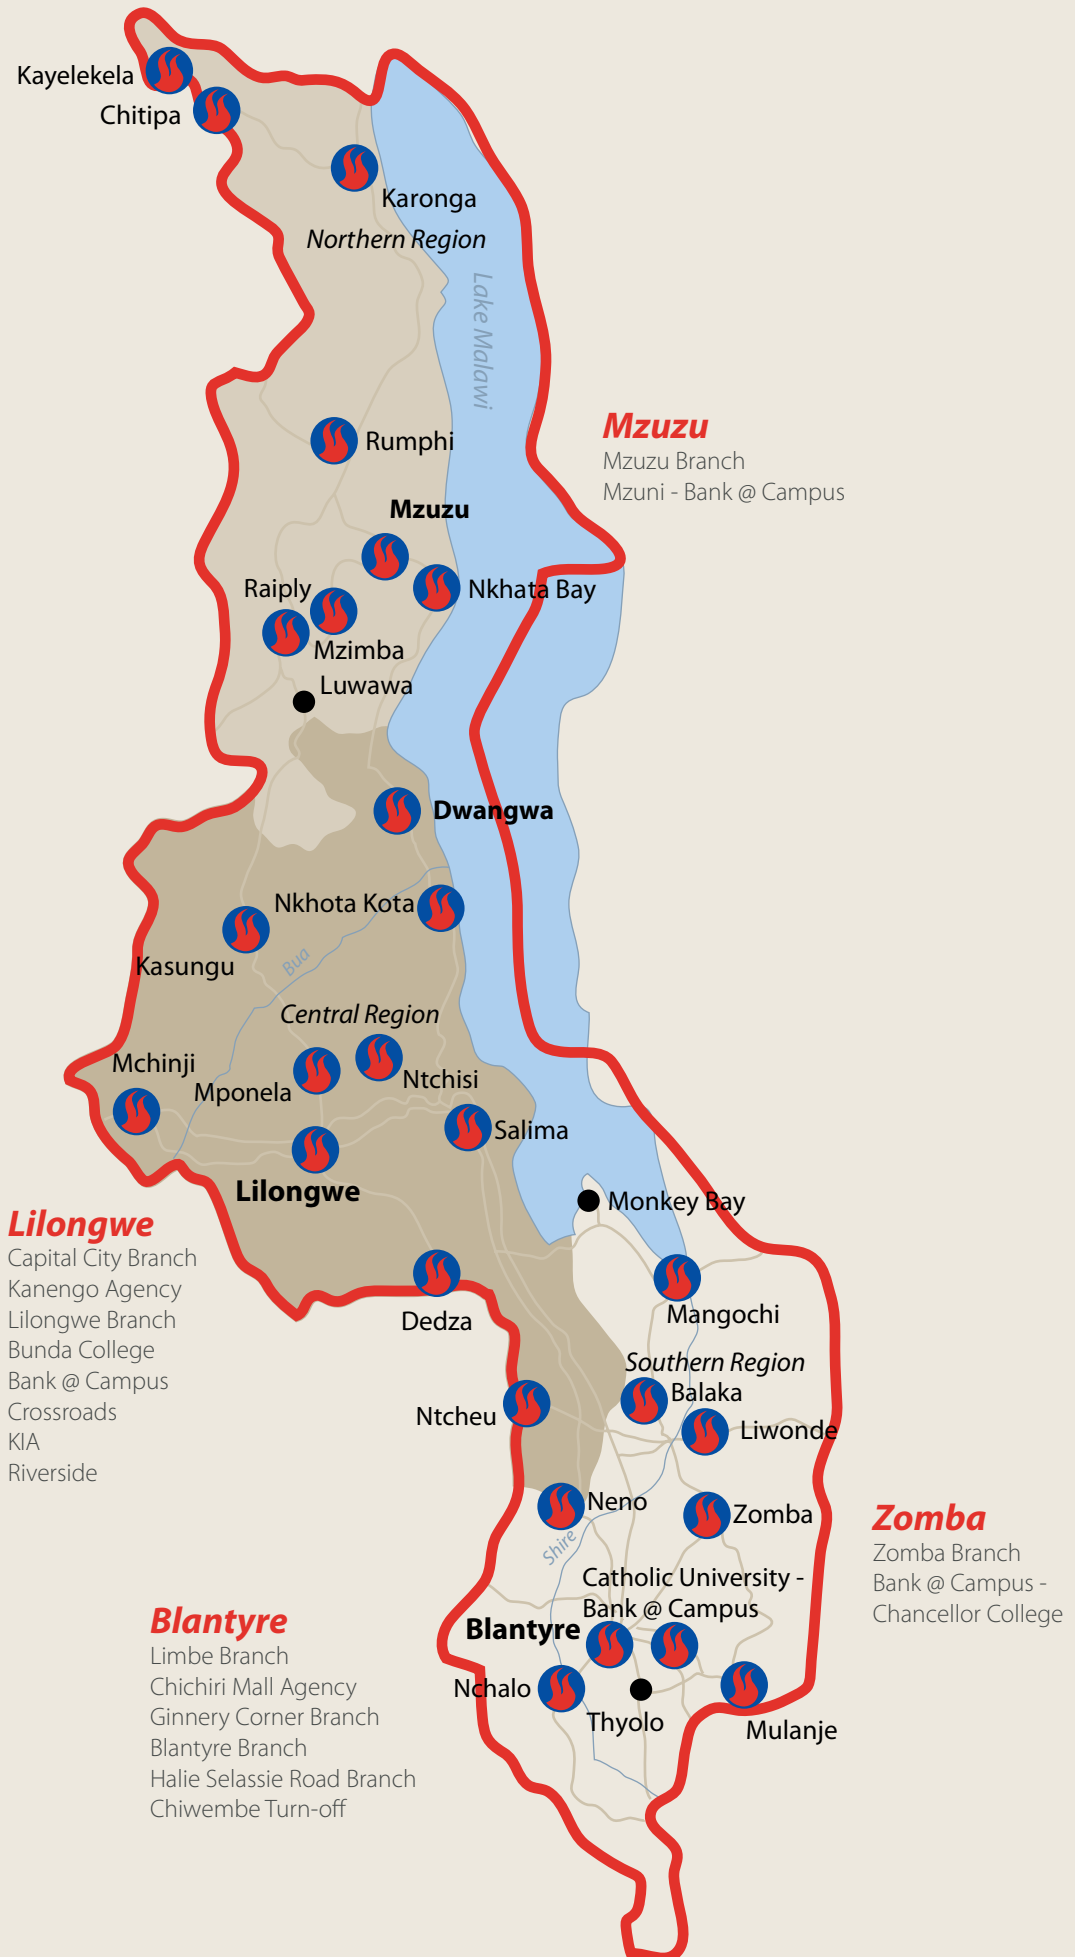 Kayelekela
Chitipa
Karonga
Northern Region
Lake Malawi
Rumphi
Mzuzu
Mzuzu Branch
Mzuni - Bank @ Campus
Mzuzu
Raiply
Nkhata Bay
Mzimba
Luwawa
Dwangwa
Nkhota Kota
Kasungu
Bua
Central Region
Mchinji
Ntchisi
Mponela
Salima
Lilongwe
Monkey Bay
Lilongwe
Capital City Branch
Kanengo Agency
Lilongwe Branch
Bunda College
Bank @ Campus
Crossroads
KIA
Riverside
Dedza
Mangochi
Southern Region
Balaka
Ntcheu
Liwonde
Neno
Zomba
Shire
Zomba
Zomba Branch
Bank @ Campus -
Chancellor College
Catholic University -
Bank @ Campus
Blantyre
Blantyre
Limbe Branch
Chichiri Mall Agency
Ginnery Corner Branch
Blantyre Branch
Halie Selassie Road Branch
Chiwembe Turn-off
Nchalo
Thyolo
Mulanje